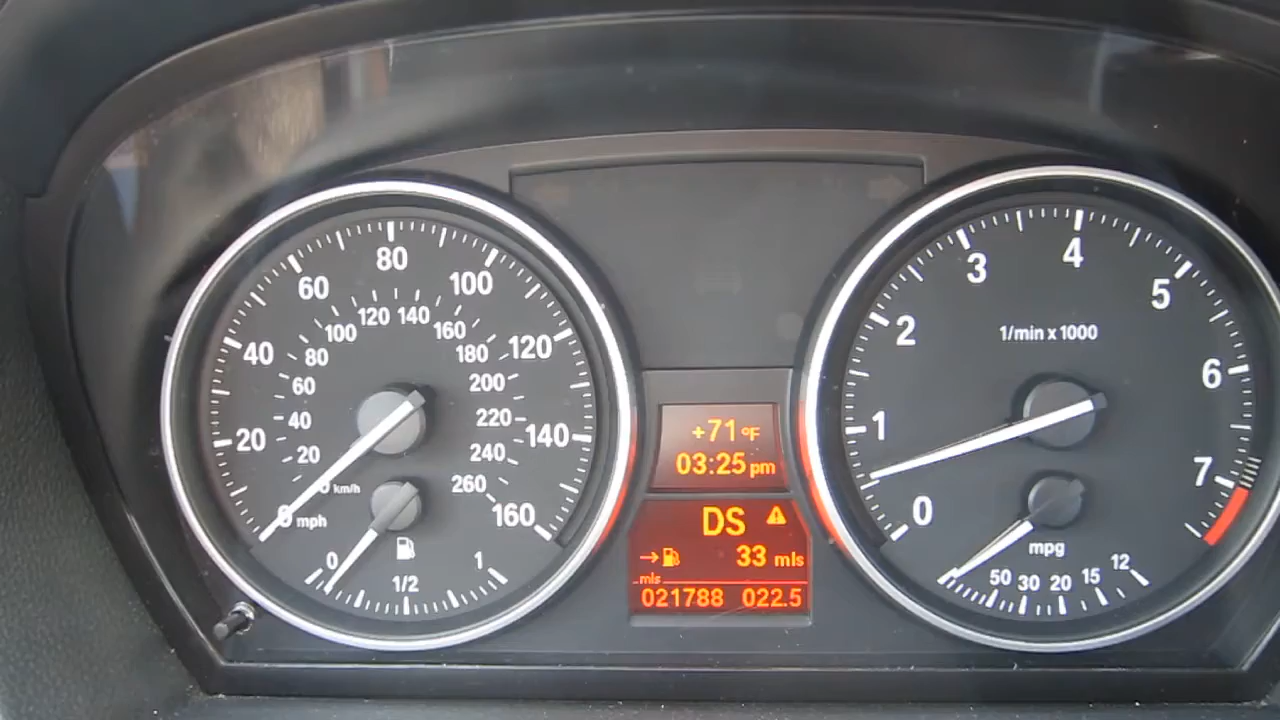 20 40 60 80 100 120 140 160
mph
20 40 60 80 100 120 140 160 180 200 220 240 260
km/h
0 1/2 1
+71°F
03:25 pm
DS
→ 33 mls
mls
021788 022.5
0 1 2 3 4 5 6 7
1/min x 1000
mpg
50 30 20 15 12